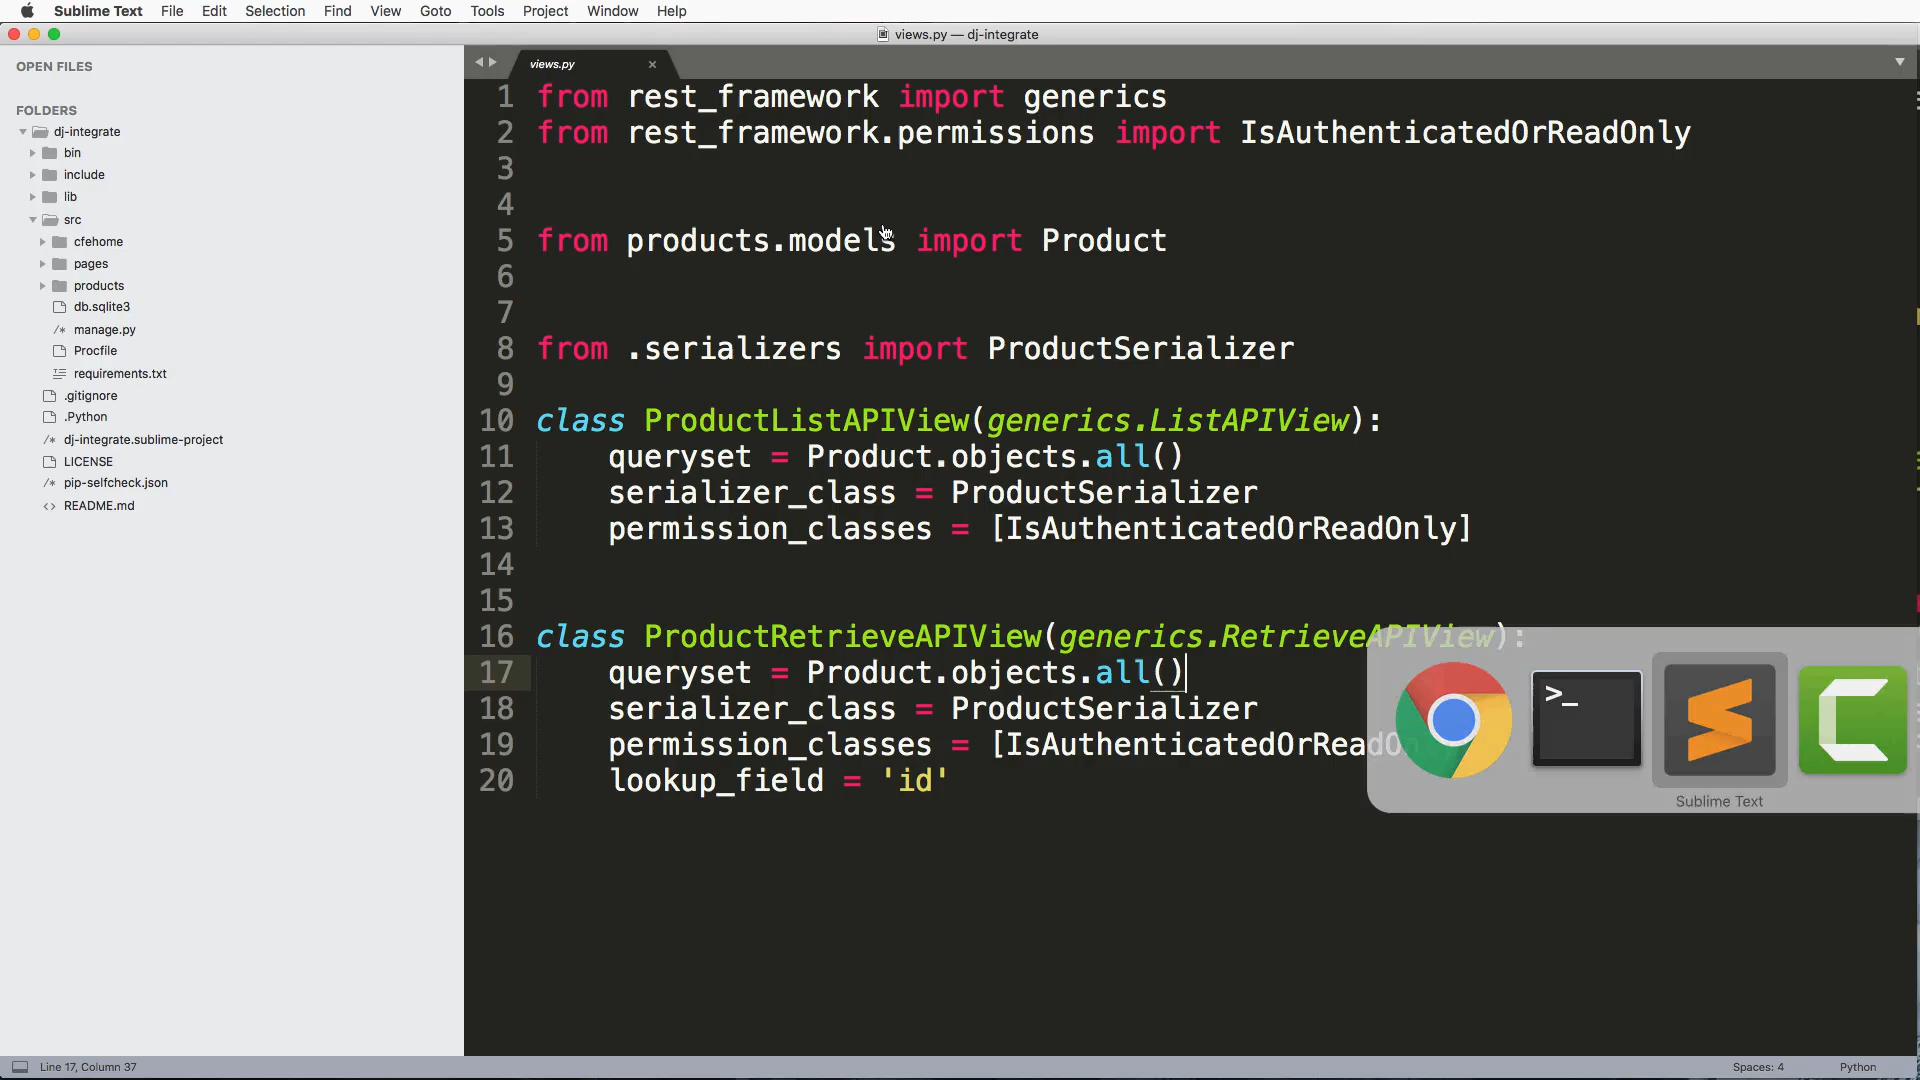 Sublime Text File Edit Selection Find View Goto Tools Project Window Help
views.py — dj-integrate
OPEN FILES
FOLDERS
dj-integrate
bin
include
lib
src
cfehome
pages
products
db.sqlite3
manage.py
Procfile
requirements.txt
.gitignore
.Python
dj-integrate.sublime-project
LICENSE
pip-selfcheck.json
README.md
views.py
1 from rest_framework import generics
2 from rest_framework.permissions import IsAuthenticatedOrReadOnly
3
4
5 from products.models import Product
6
7
8 from .serializers import ProductSerializer
9
10 class ProductListAPIView(generics.ListAPIView):
11 queryset = Product.objects.all()
12 serializer_class = ProductSerializer
13 permission_classes = [IsAuthenticatedOrReadOnly]
14
15
16 class ProductRetrieveAPIView(generics.RetrieveAPIView):
17 queryset = Product.objects.all()
18 serializer_class = ProductSerializer
19 permission_classes = [IsAuthenticatedOrReadO
20 lookup_field = 'id'
>_
Sublime Text
Line 17, Column 37
Spaces: 4
Python